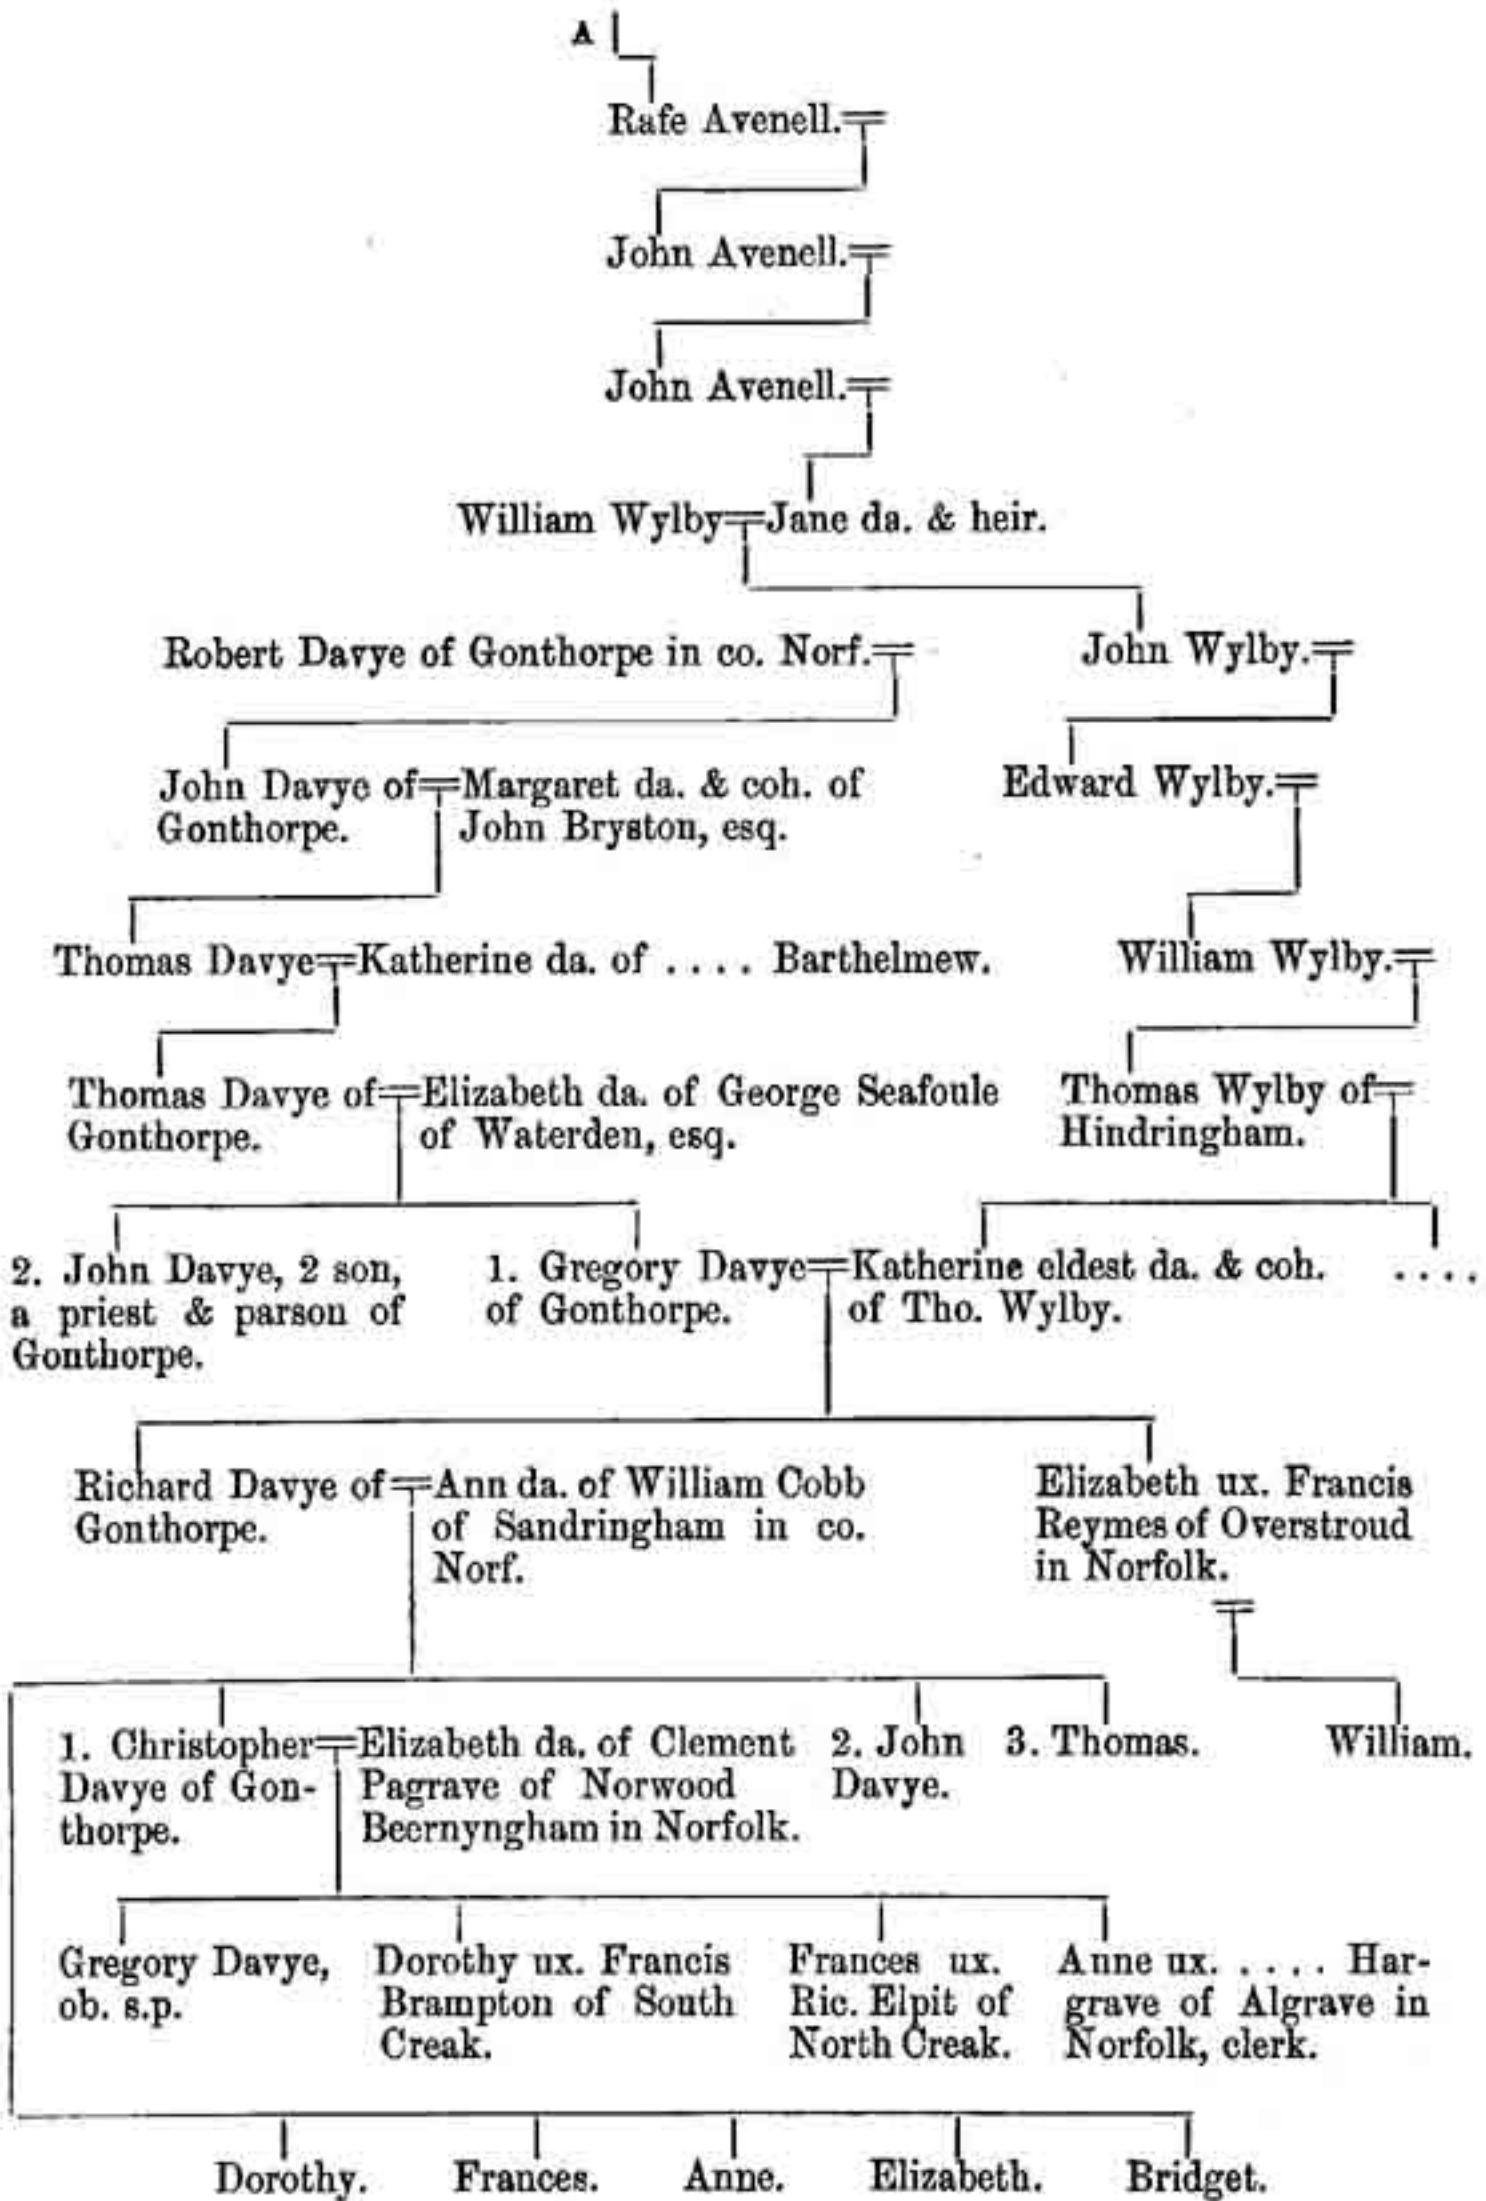 A
Rafe Avenell.
John Avenell.
John Avenell.
William Wylby Jane da. & heir.
Robert Davye of Gonthorpe in co. Norf. John Wylby.
John Davye of Gonthorpe.
Margaret da. & coh. of
John Bryston, esq.
Edward Wylby.
Thomas Davye Katherine da. of .... Barthelmew. William Wylby.
Thomas Davye of
Gonthorpe.
Elizabeth da. of George Seafoule
of Waterden, esq.
Thomas Wylby of
Hindringham.
2. John Davye, 2 son,
a priest & parson of
Gonthorpe.
1. Gregory Davye
of Gonthorpe.
Katherine eldest da. & coh.
of Tho. Wylby.
....
Richard Davye of
Gonthorpe.
Ann da. of William Cobb
of Sandringham in co.
Norf.
Elizabeth ux. Francis
Reymes of Overstroud
in Norfolk.
1. Christopher
Davye of Gon-
thorpe.
Elizabeth da. of Clement
Pagrave of Norwood
Beernyngham in Norfolk.
2. John
Davye.
3. Thomas.
William.
Gregory Davye,
ob. s.p.
Dorothy ux. Francis
Brampton of South
Creak.
Frances ux.
Ric. Elpit of
North Creak.
Anne ux. .... Har-
grave of Algrave in
Norfolk, clerk.
Dorothy. Frances. Anne. Elizabeth. Bridget.